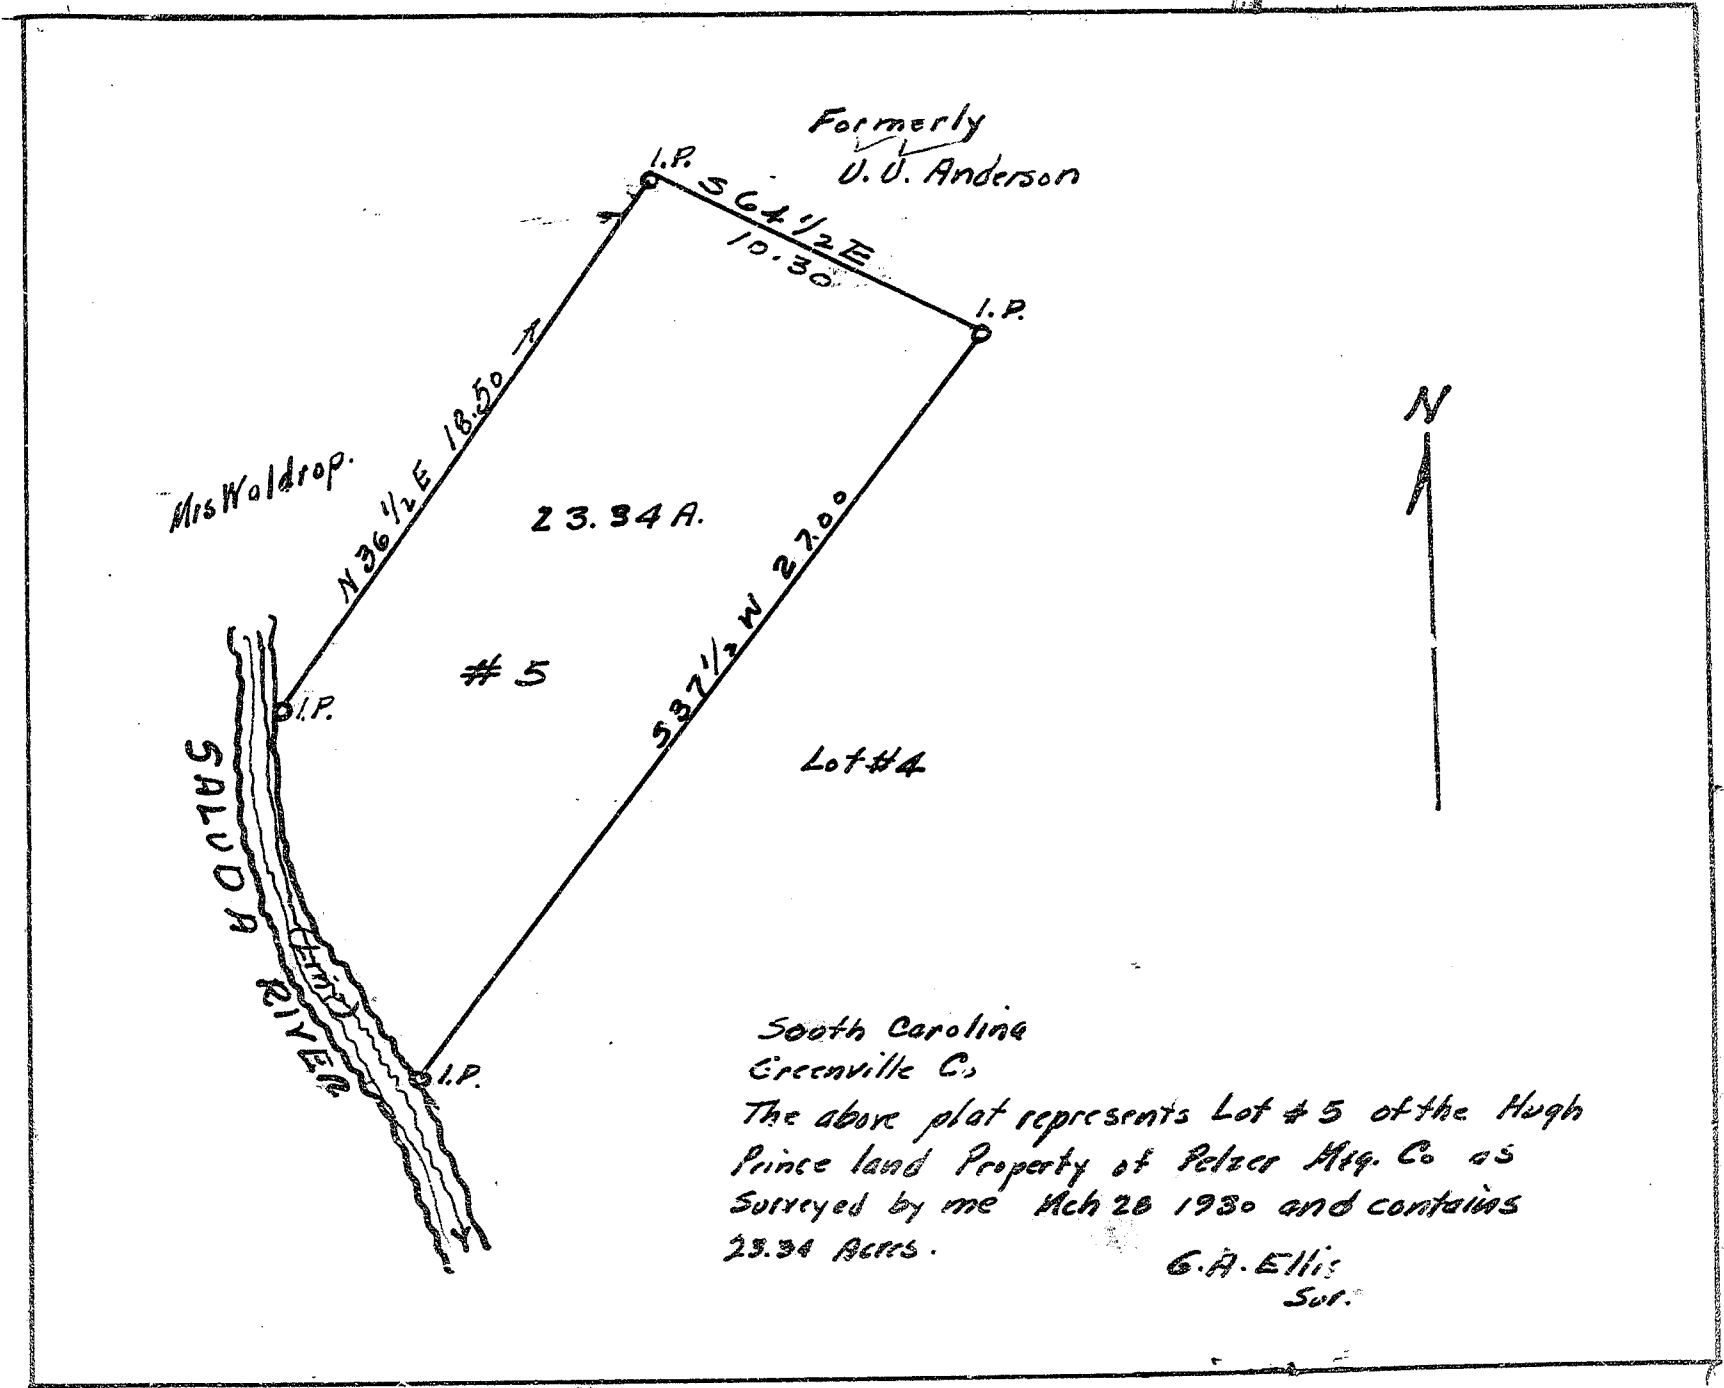 Formerly
U. U. Anderson
I.P.
S 64 1/2 E
10.30
I.P.
N
N 36 1/2 E 18.50
Mrs Waldrop.
23.34 A.
S 37 1/2 W 27.00
# 5
I.P.
Lot #4
SALUDA RIVER
I.P.
South Carolina
Greenville Co
The above plat represents Lot # 5 of the Hugh
Prince land Property of Pelzer Mfg. Co as
Surveyed by me Mch 28 1930 and contains
23.34 Acres.
G. A. Ellis
Sur.